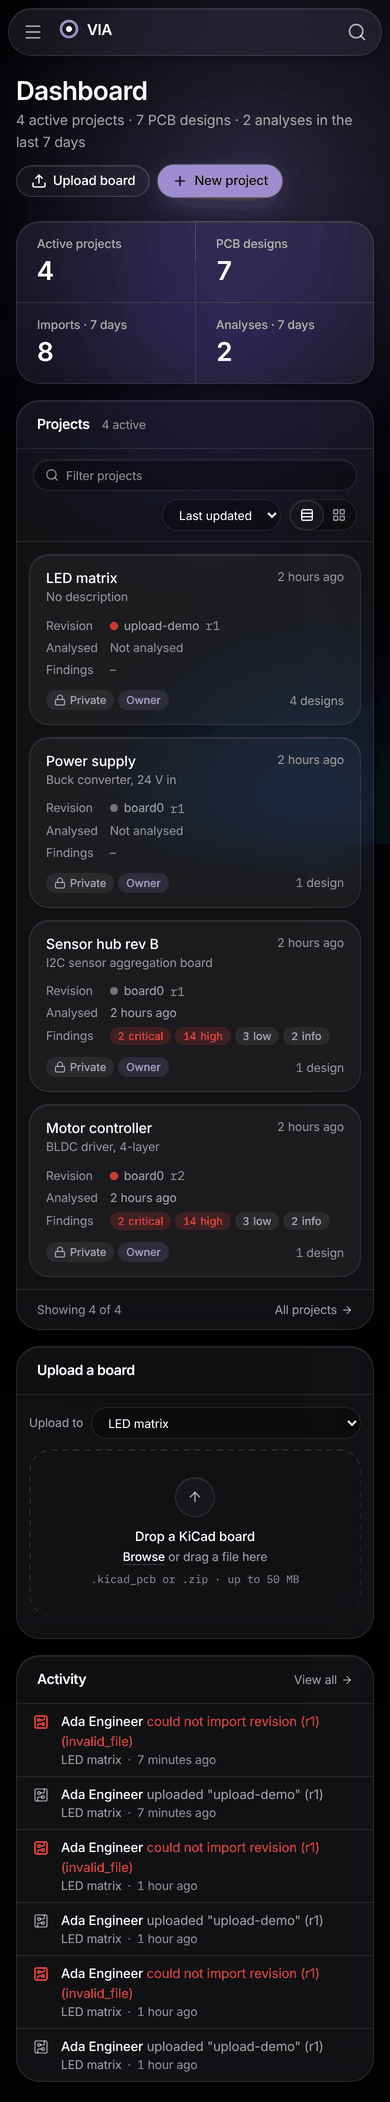 VIA
Dashboard
4 active projects · 7 PCB designs · 2 analyses in the
last 7 days
Upload board
New project
Active projects
4
PCB designs
7
Imports · 7 days
8
Analyses · 7 days
2
Projects 4 active
Filter projects
Last updated
LED matrix 2 hours ago
No description
Revision upload-demo r1
Analysed Not analysed
Findings –
Private Owner 4 designs
Power supply 2 hours ago
Buck converter, 24 V in
Revision board0 r1
Analysed Not analysed
Findings –
Private Owner 1 design
Sensor hub rev B 2 hours ago
I2C sensor aggregation board
Revision board0 r1
Analysed 2 hours ago
Findings 2 critical 14 high 3 low 2 info
Private Owner 1 design
Motor controller 2 hours ago
BLDC driver, 4-layer
Revision board0 r2
Analysed 2 hours ago
Findings 2 critical 14 high 3 low 2 info
Private Owner 1 design
Showing 4 of 4 All projects →
Upload a board
Upload to LED matrix
Drop a KiCad board
Browse or drag a file here
.kicad_pcb or .zip · up to 50 MB
Activity View all →
Ada Engineer could not import revision (r1)
(invalid_file)
LED matrix · 7 minutes ago
Ada Engineer uploaded "upload-demo" (r1)
LED matrix · 7 minutes ago
Ada Engineer could not import revision (r1)
(invalid_file)
LED matrix · 1 hour ago
Ada Engineer uploaded "upload-demo" (r1)
LED matrix · 1 hour ago
Ada Engineer could not import revision (r1)
(invalid_file)
LED matrix · 1 hour ago
Ada Engineer uploaded "upload-demo" (r1)
LED matrix · 1 hour ago